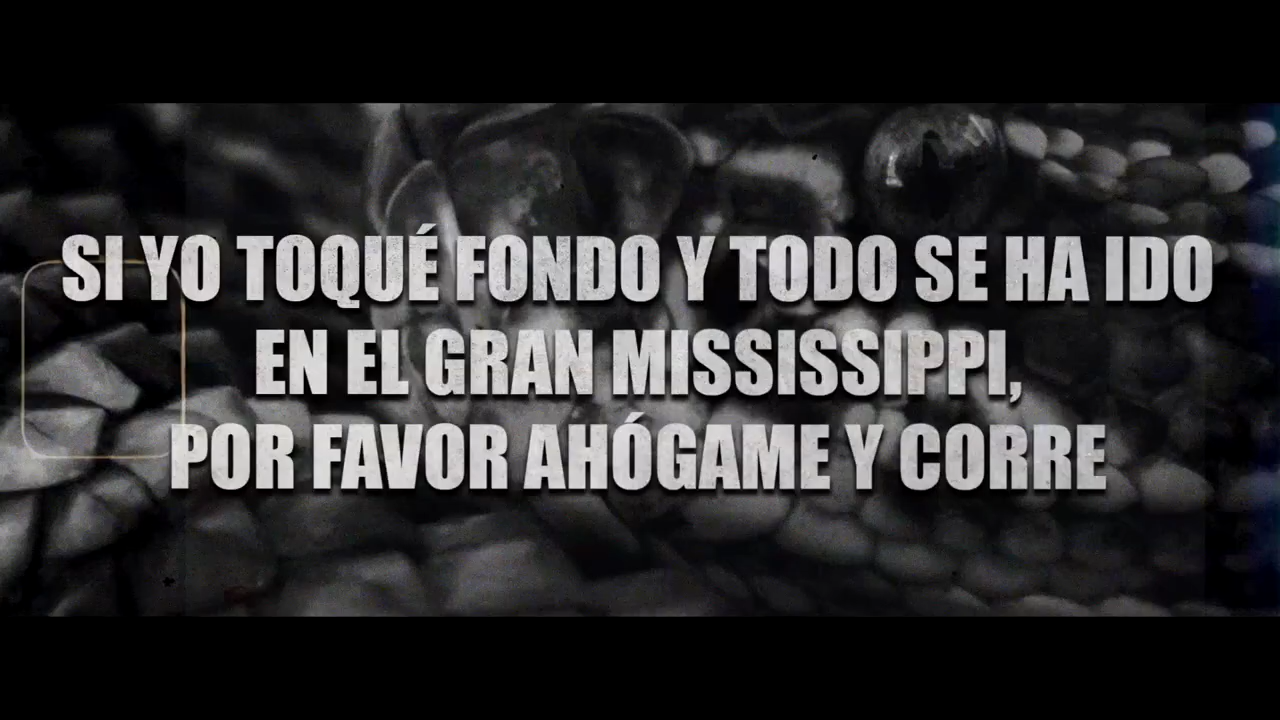 SI YO TOQUÉ FONDO Y TODO SE HA IDO
EN EL GRAN MISSISSIPPI,
POR FAVOR AHÓGAME Y CORRE